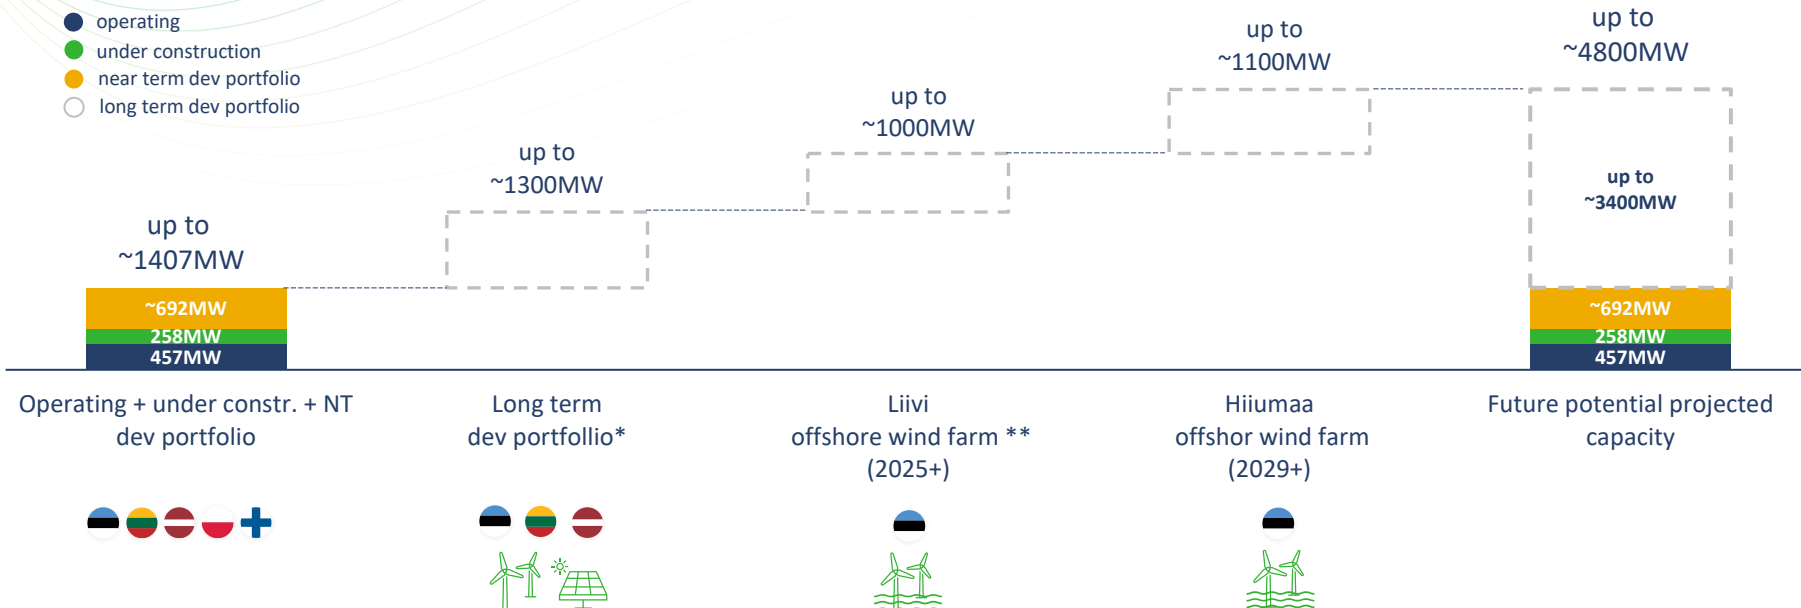 operating
under construction
near term dev portfolio
long term dev portfolio
up to
~1407MW
~692MW
258MW
457MW
Operating + under constr. + NT
dev portfolio
up to
~1300MW
Long term
dev portfollio*
up to
~1000MW
Liivi
offshore wind farm **
(2025+)
up to
~1100MW
Hiiumaa
offshor wind farm
(2029+)
up to
~4800MW
up to
~3400MW
~692MW
258MW
457MW
Future potential projected
capacity